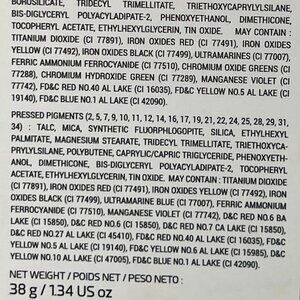 BOROSILICATE, TRIDECYL TRIMELLITATE, TRIETHOXYCAPRYLYLSILANE,
BIS-DIGLYCERYL POLYACYLADIPATE-2, PHENOXYETHANOL, DIMETHICONE,
TOCOPHERYL ACETATE, ETHYLHEXYLGLYCERIN, TIN OXIDE. MAY CONTAIN :
TITANIUM DIOXIDE (CI 77891), IRON OXIDES RED (CI 77491), IRON OXIDES
YELLOW (CI 77492), IRON OXIDES BLACK (CI 77499), ULTRAMARINES (CI 77007),
FERRIC AMMONIUM FERROCYANIDE (CI 77510), CHROMIUM OXIDE GREENS (CI
77288), CHROMIUM HYDROXIDE GREEN (CI 77289), MANGANESE VIOLET (CI
77742), FD&C RED NO.40 AL LAKE (CI 16035), FD&C YELLOW NO.5 AL LAKE (CI
19140), FD&C BLUE NO.1 AL LAKE (CI 42090).
PRESSED PIGMENTS (2, 5, 7, 9, 10, 11, 12, 14, 16, 17, 19, 21, 22, 24, 25, 28, 29, 31,
34) : TALC, MICA, SYNTHETIC FLUORPHLOGOPITE, SILICA, ETHYLHEXYL
PALMITATE, MAGNESIUM STEARATE, TRIDECYL TRIMELLITATE, TRIETHOXYCA-
PRYLYLSILANE, POLYBUTENE, CAPRYLIC/CAPRIC TRIGLYCERIDE, PHENOXYETH-
ANOL, DIMETHICONE, BIS-DIGLYCERYL POLYACYLADIPATE-2, TOCOPHERYL
ACETATE, ETHYLHEXYLGLYCERIN, TIN OXIDE. MAY CONTAIN : TITANIUM DIOXIDE
(CI 77891), IRON OXIDES RED (CI 77491), IRON OXIDES YELLOW (CI 77492), IRON
OXIDES BLACK (CI 77499), ULTRAMARINE BLUE (CI 77007), FERRIC AMMONIUM
FERROCYANIDE (CI 77510), MANGANESE VIOLET (CI 77742), D&C RED NO.6 BA
LAKE (CI 15850), D&C RED NO.6 (CI 15850), D&C RED NO.7 CA LAKE (CI 15850),
D&C RED NO.27 AL LAKE (CI 45410), FD&C RED NO.40 AL LAKE (CI 16035), FD&C
YELLOW NO.5 AL LAKE (CI 19140), FD&C YELLOW NO.6 AL LAKE (CI 15985), D&C
YELLOW NO.10 AL LAKE (CI 47005), FD&C BLUE NO.1 AL LAKE (CI 42090).
NET WEIGHT / POIDS NET / PESO NETO :
38 g / 1.34 US oz